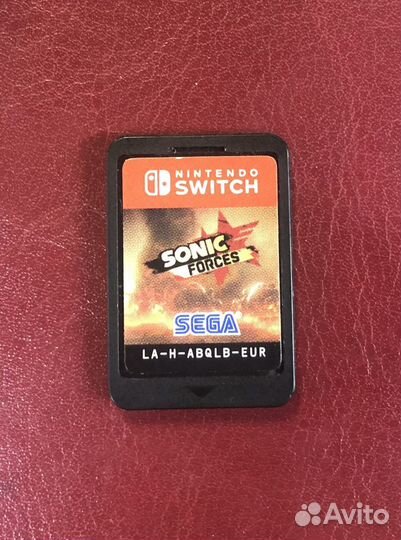 NINTENDO
SWITCH
SONIC
FORCES
SEGA
LA-H-ABQLB-EUR
Avito